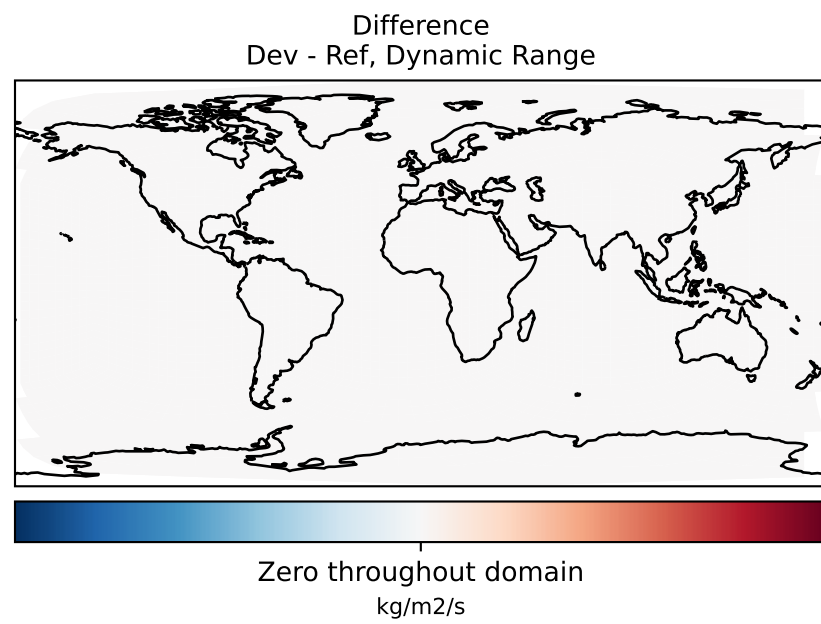 Difference
Dev - Ref, Dynamic Range
Zero throughout domain
kg/m2/s